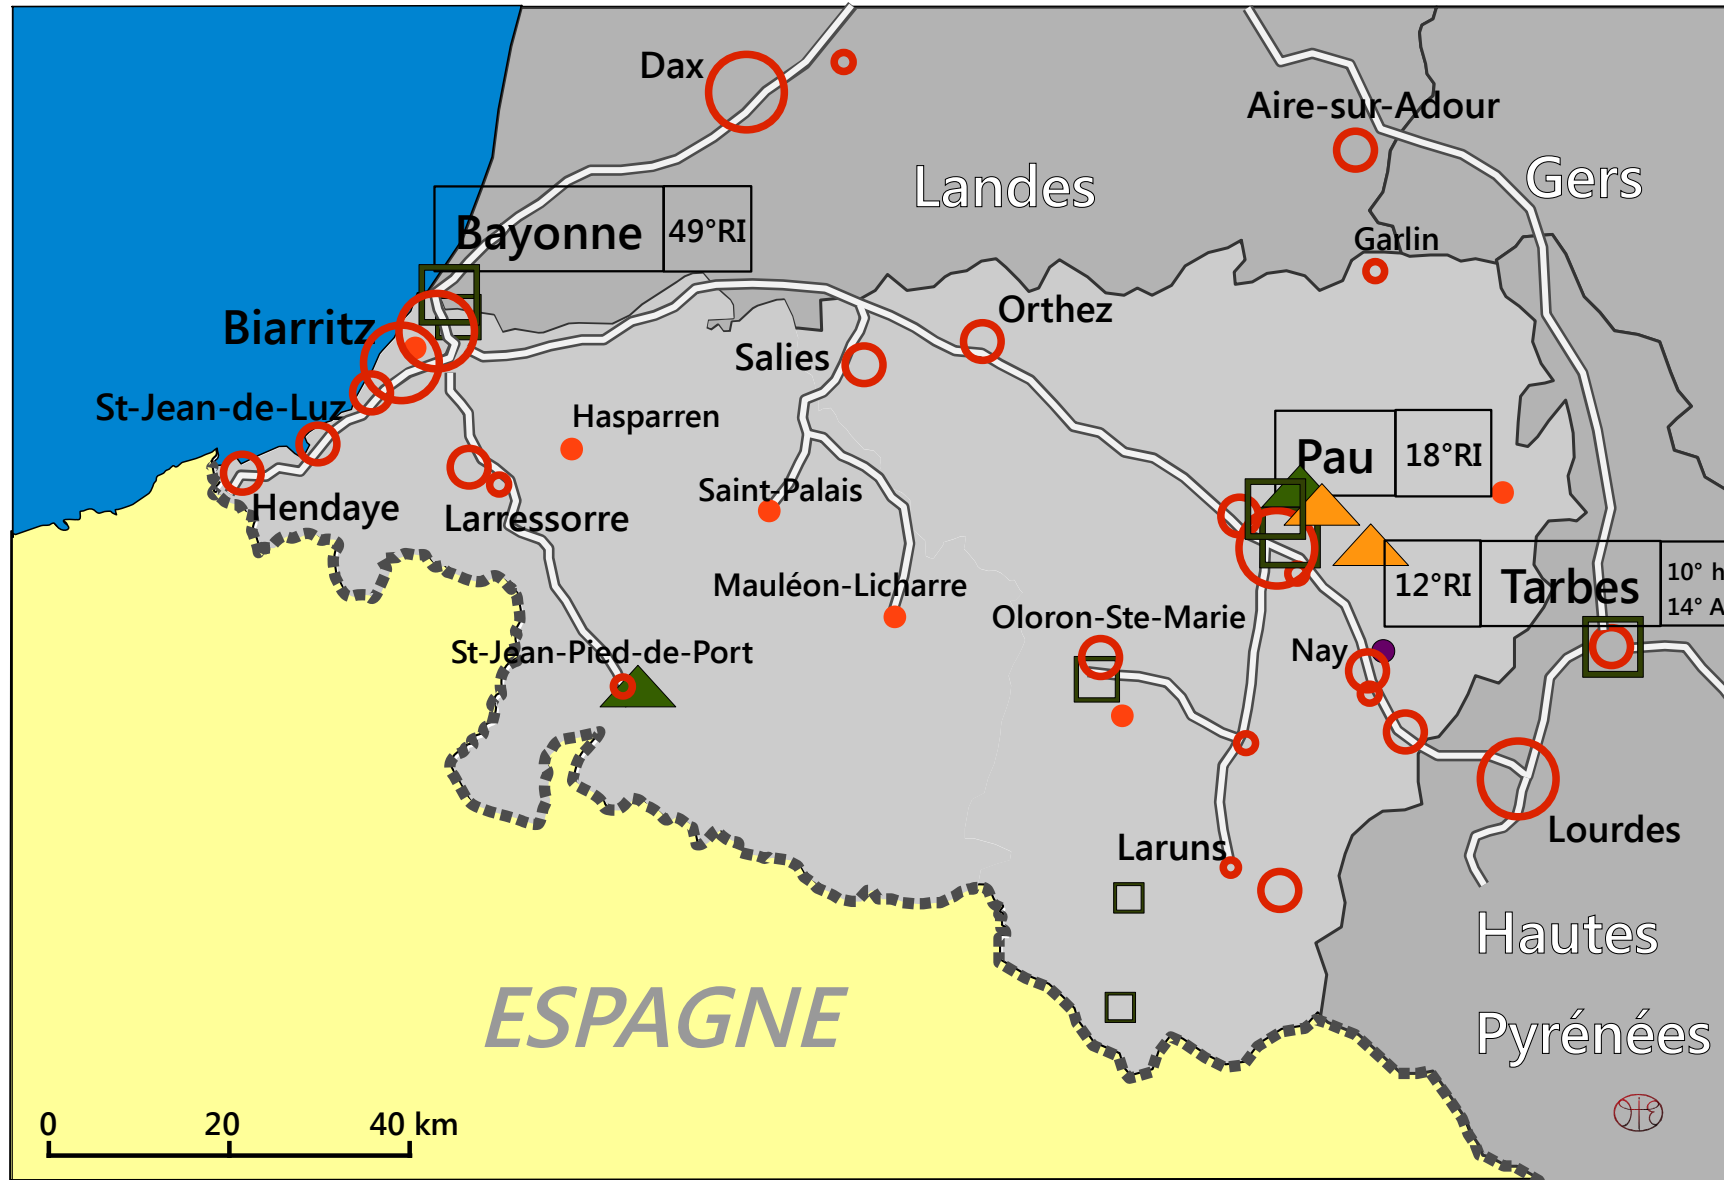 Dax
Aire-sur-Adour
Landes
Gers
Bayonne
49°RI
Garlin
Biarritz
Orthez
Salies
St-Jean-de-Luz
Hasparren
Pau
18°RI
Saint-Palais
Hendaye
Larressorre
Mauléon-Licharre
12°RI
Tarbes
10° h
14° A
Oloron-Ste-Marie
St-Jean-Pied-de-Port
Nay
Lourdes
Laruns
Hautes
Pyrénées
ESPAGNE
0 20 40 km